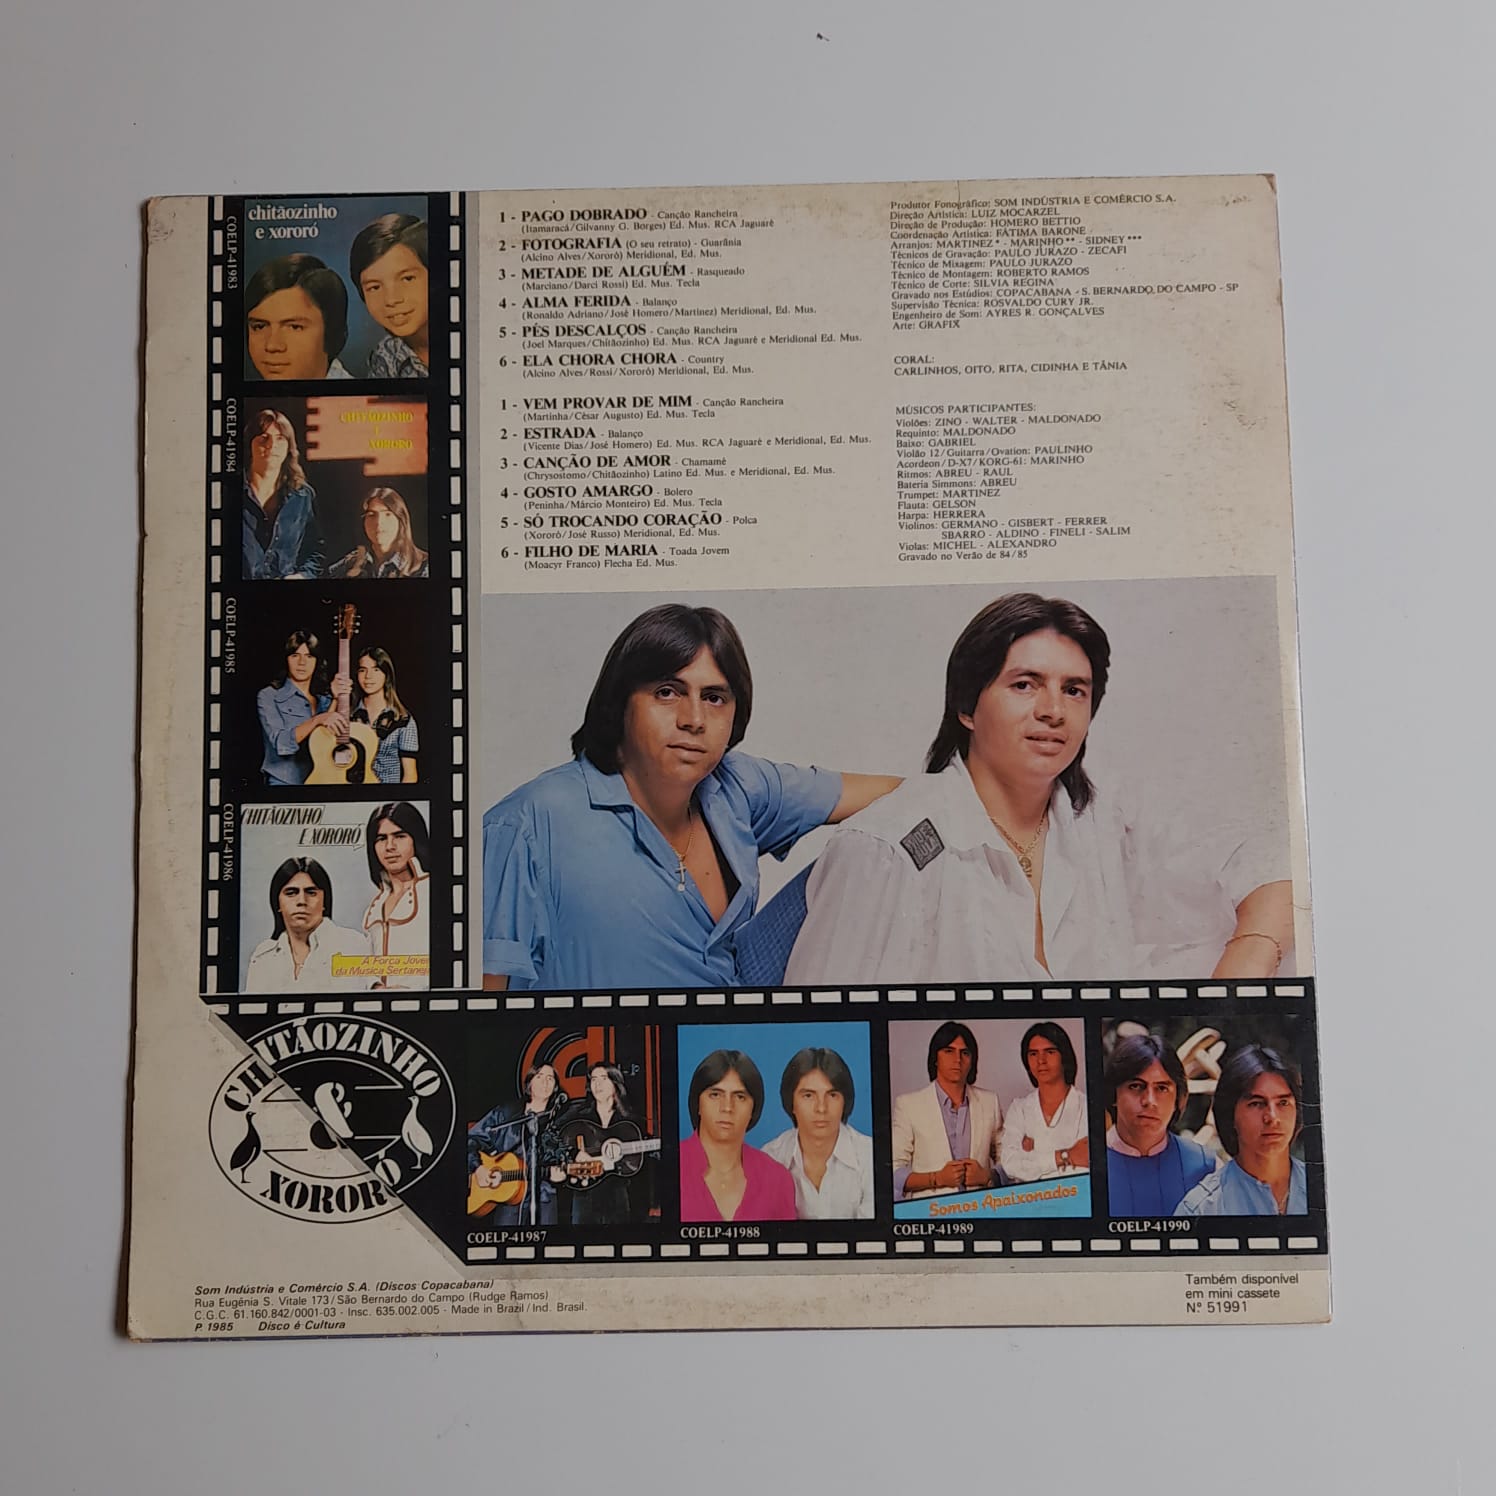 1 - PAGO DOBRADO - Canção Rancheira
(Itamaracá/Gilvanny O. Borges) Ed. Mus. RCA Jaguarê
2 - FOTOGRAFIA (O seu retrato) - Guarânia
(Alcino Alves/Xororó) Meridional, Ed. Mus.
3 - METADE DE ALGUÉM - Rasqueado
(Marciano/Darci Rossi) Ed. Mus. Tecla
4 - ALMA FERIDA - Balanço
(Ronaldo Adriano/José Homero/Martinez) Meridional, Ed. Mus.
5 - PÉS DESCALÇOS - Canção Rancheira
(Joel Marques/Chitãozinho) Ed. Mus. RCA Jaguarê e Meridional Ed. Mus.
6 - ELA CHORA CHORA - Country
(Alcino Alves/Rossi/Xororó) Meridional, Ed. Mus.
1 - VEM PROVAR DE MIM - Canção Rancheira
(Martinha/César Augusto) Ed. Mus. Tecla
2 - ESTRADA - Balanço
(Vicente Dias/José Homero) Ed. Mus. RCA Jaguarê e Meridional, Ed. Mus.
3 - CANÇÃO DE AMOR - Chamamé
(Chrysostomo/Chitãozinho) Latino Ed. Mus. e Meridional, Ed. Mus.
4 - GOSTO AMARGO - Bolero
(Peninha/Márcio Monteiro) Ed. Mus. Tecla
5 - SÓ TROCANDO CORAÇÃO - Polca
(Xororó/José Russo) Meridional, Ed. Mus.
6 - FILHO DE MARIA - Toada Jovem
(Moacyr Franco) Flecha Ed. Mus.
Produtor Fonográfico: SOM INDÚSTRIA E COMÉRCIO S.A.
Direção Artística: LUIZ MOCARZEL
Direção de Produção: HOMERO BETTIO
Coordenação Artística: FÁTIMA BARONE
Arranjos: MARTINEZ* - MARINHO** - SIDNEY***
Técnicos de Gravação: PAULO JURAZO - ZECAFI
Técnico de Mixagem: PAULO JURAZO
Técnico de Montagem: ROBERTO RAMOS
Técnico de Corte: SILVIA REGINA
Gravado nos Estúdios: COPACABANA - S. BERNARDO DO CAMPO - SP
Supervisão Técnica: ROSVALDO CURY JR.
Engenheiro de Som: AYRES R. GONÇALVES
Arte: GRAFIX
CORAL:
CARLINHOS, OITO, RITA, CIDINHA E TÂNIA
MÚSICOS PARTICIPANTES:
Violões: ZINO - WALTER - MALDONADO
Requinto: MALDONADO
Baixo: GABRIEL
Violão 12/Guitarra/Ovation: PAULINHO
Acordeon/D-X7/KORG-61: MARINHO
Ritmos: ABREU - RAUL
Bateria Simmons: ABREU
Trumpet: MARTINEZ
Flauta: GELSON
Harpa: HERRERA
Violinos: GERMANO - GISBERT - FERRER
SBARRO - ALDINO - FINELI - SALIM
Violas: MICHEL - ALEXANDRO
Gravado no Verão de 84/85
COELP-41983
chitãozinho
e xororó
COELP-41984
CHITÃOZINHO
E
XORORÓ
COELP-41985
COELP-41986
CHITÃOZINHO
E XORORÓ
A Força Jovem
da Musica Sertaneja
CHITÃOZINHO
&
XORORÓ
COELP-41987
COELP-41988
Somos Apaixonados
COELP-41989
COELP-41990
Som Indústria e Comércio S.A. (Discos Copacabana)
Rua Eugênia S. Vitale 173/São Bernardo do Campo (Rudge Ramos)
C.G.C. 61.160.842/0001-03 - Insc. 635.002.005 - Made in Brazil/Ind. Brasil.
P 1985 Disco é Cultura
Também disponível
em mini cassete
Nº 51991